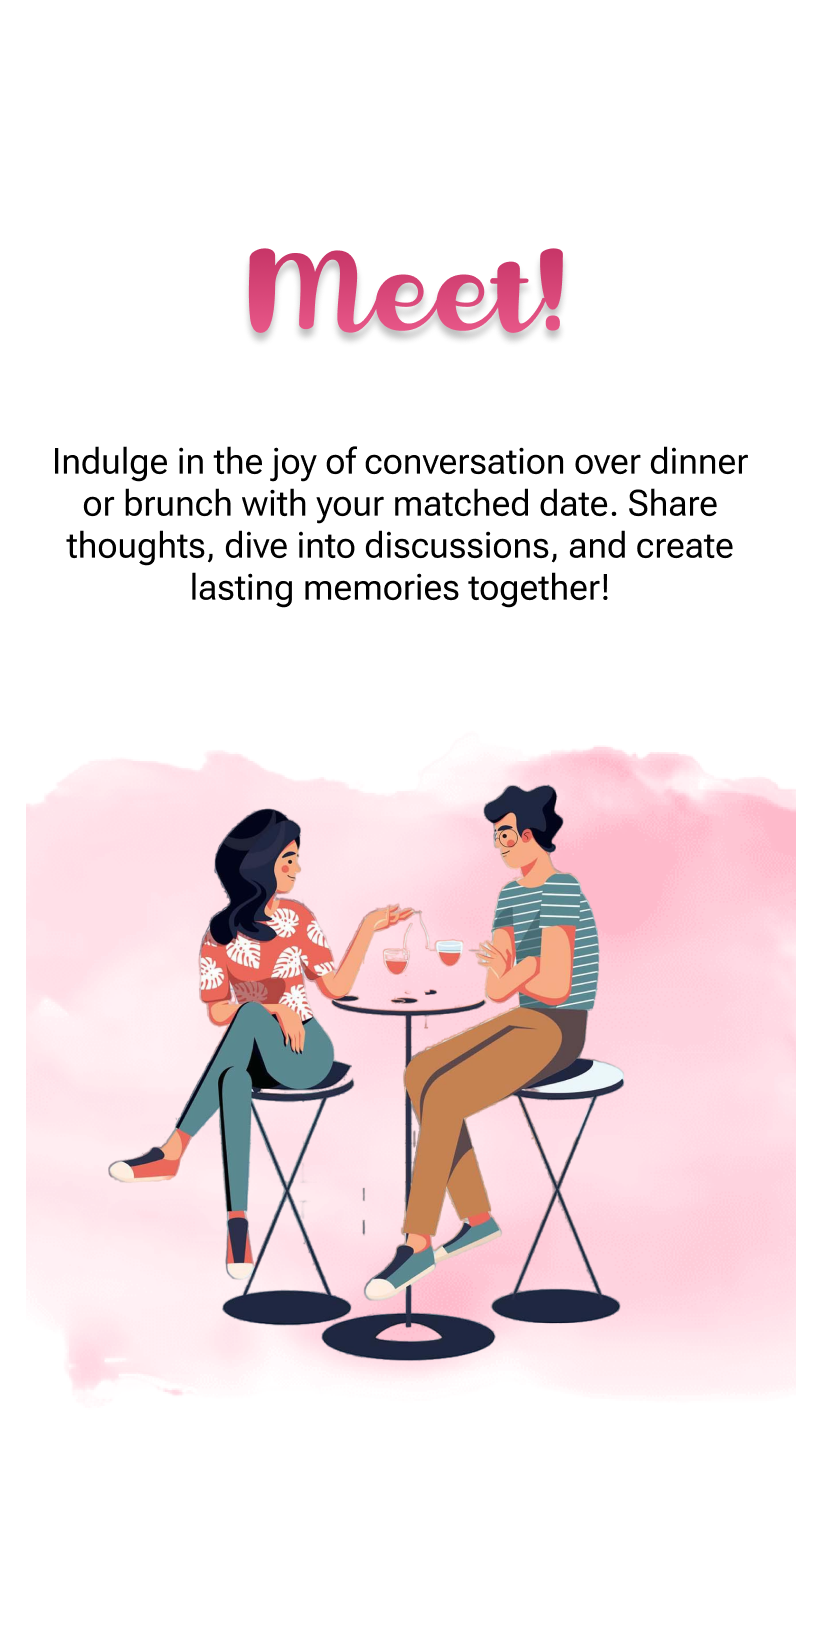 Meet!
Indulge in the joy of conversation over dinner
or brunch with your matched date. Share
thoughts, dive into discussions, and create
lasting memories together!